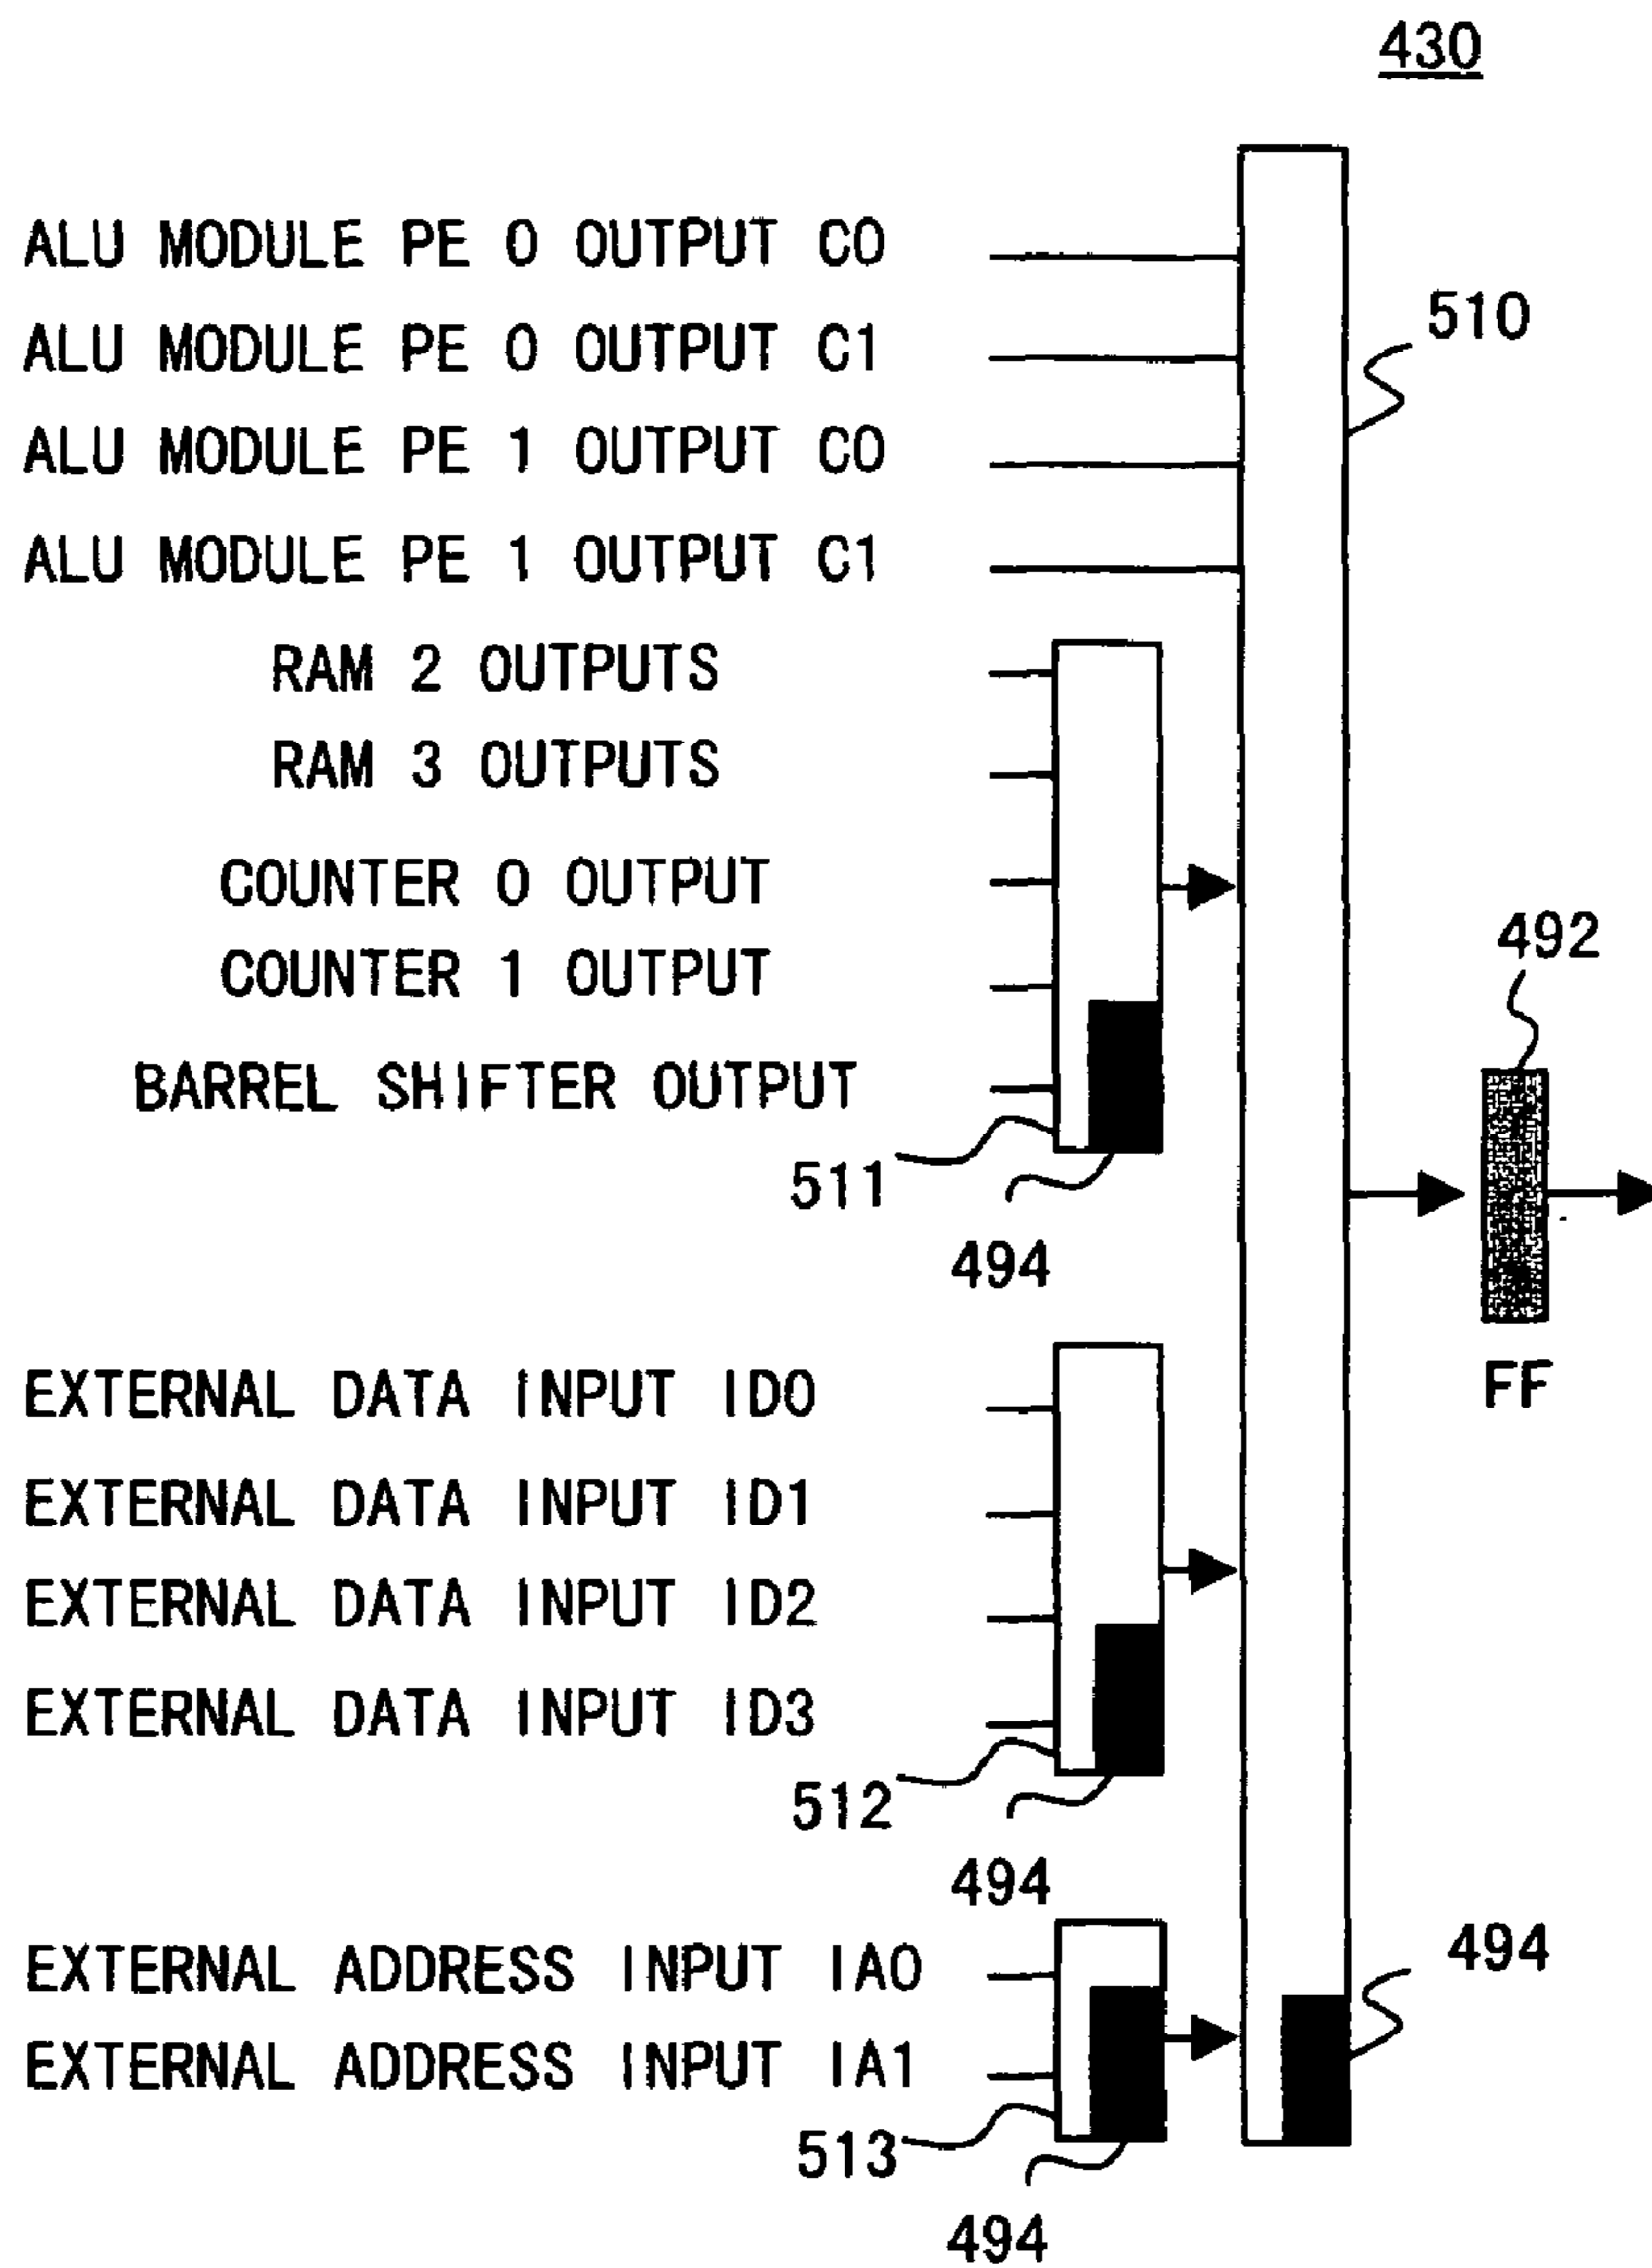 430
ALU MODULE PE 0 OUTPUT C0
ALU MODULE PE 0 OUTPUT C1
510
ALU MODULE PE 1 OUTPUT C0
ALU MODULE PE 1 OUTPUT C1
RAM 2 OUTPUTS
RAM 3 OUTPUTS
COUNTER 0 OUTPUT
COUNTER 1 OUTPUT
492
BARREL SHIFTER OUTPUT
511
494
FF
EXTERNAL DATA INPUT ID0
EXTERNAL DATA INPUT ID1
EXTERNAL DATA INPUT ID2
EXTERNAL DATA INPUT ID3
512
494
EXTERNAL ADDRESS INPUT IA0
494
EXTERNAL ADDRESS INPUT IA1
513
494